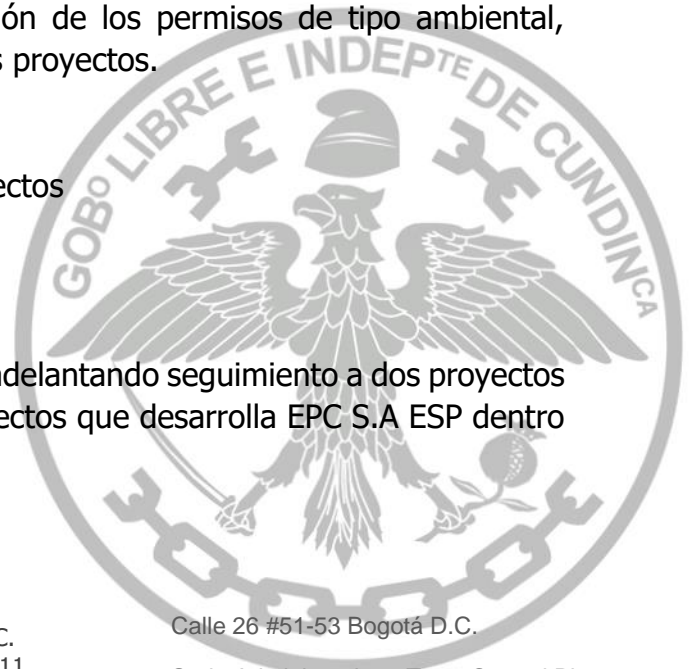 ón de los permisos de tipo ambiental,
s proyectos.
GOBº LIBRE E INDEPTE DE CUNDINCA
ectos
adelantando seguimiento a dos proyectos
ectos que desarrolla EPC S.A ESP dentro
C.
Calle 26 #51-53 Bogotá D.C.
11